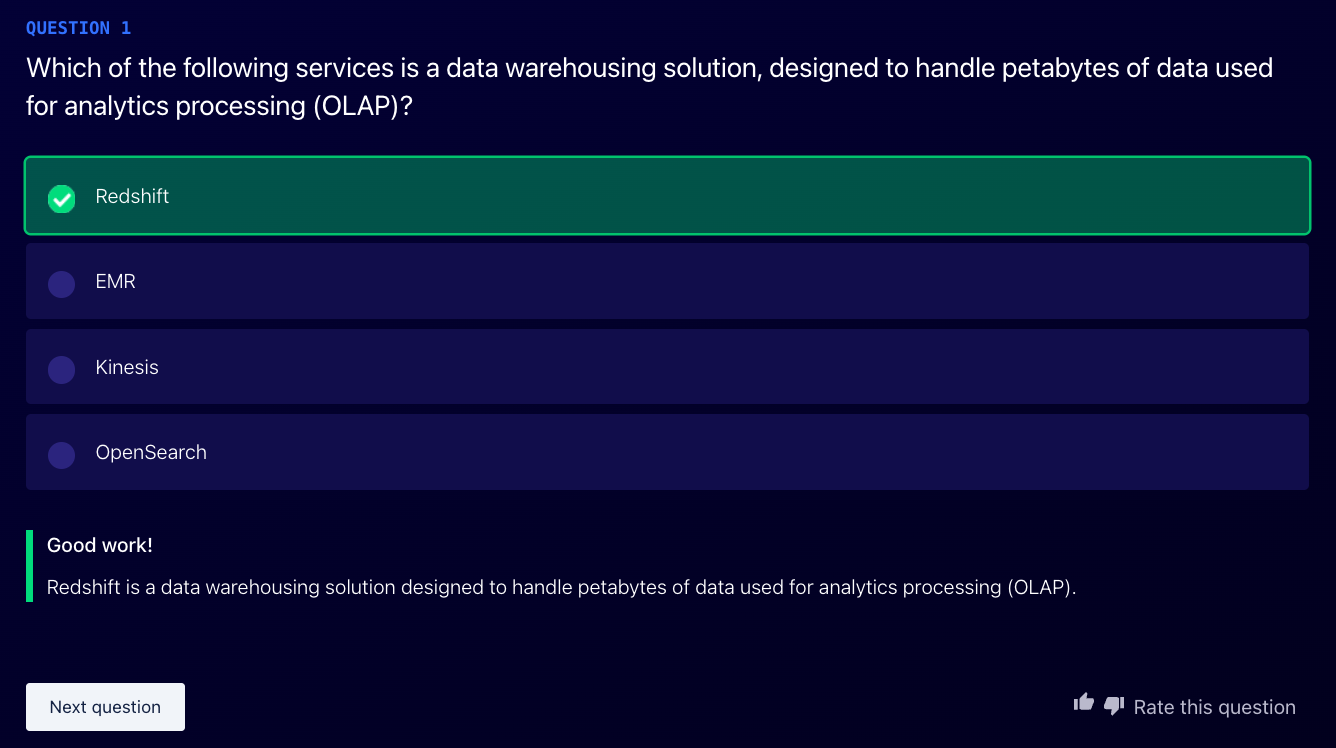 QUESTION 1
Which of the following services is a data warehousing solution, designed to handle petabytes of data used
for analytics processing (OLAP)?
Redshift
EMR
Kinesis
OpenSearch
Good work!
Redshift is a data warehousing solution designed to handle petabytes of data used for analytics processing (OLAP).
Next question
Rate this question